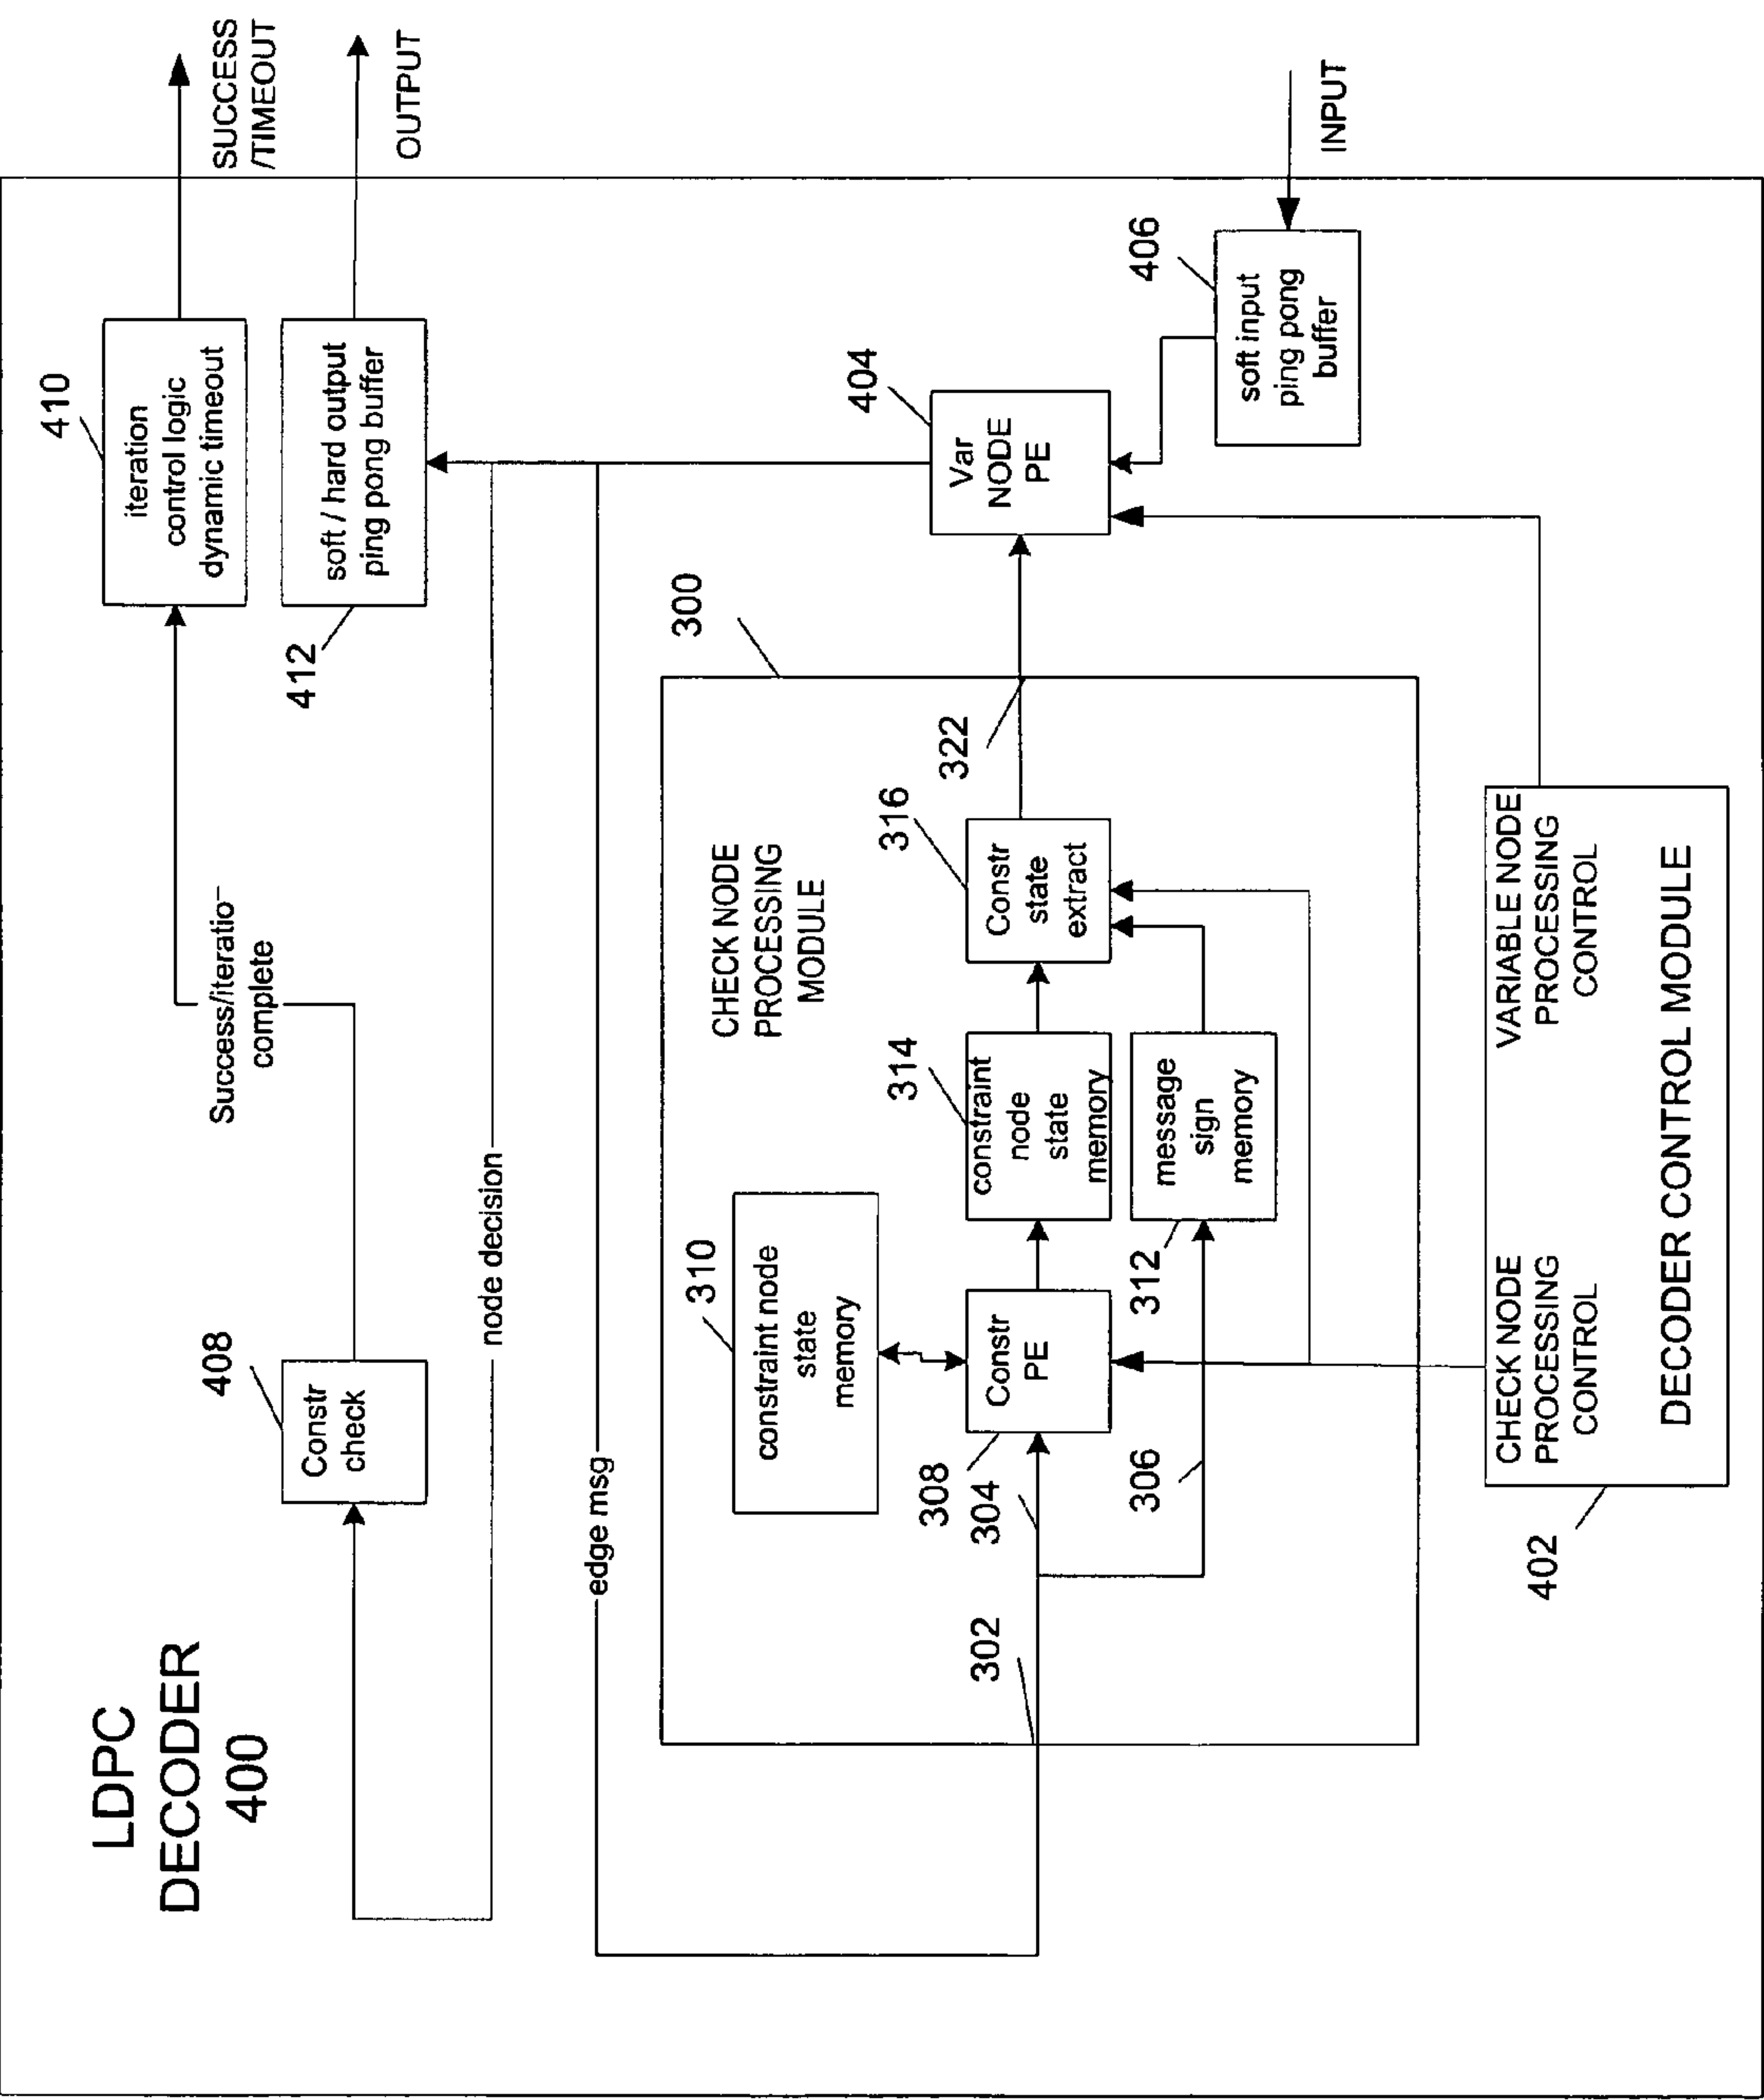 LDPC
DECODER
400
408
Constr
check
Success/iteratio
complete
410
iteration
control logic
dynamic timeout
SUCCESS
/TIMEOUT
412
soft / hard output
ping pong buffer
OUTPUT
node decision
edge msg
300
CHECK NODE
PROCESSING
MODULE
310
constraint node
state
memory
302
304
308
Constr
PE
314
constraint
node
state
memory
316
Constr
state
extract
322
404
Var
NODE
PE
306
312
message
sign
memory
406
soft input
ping pong
buffer
INPUT
402
CHECK NODE
PROCESSING
CONTROL
VARIABLE NODE
PROCESSING
CONTROL
DECODER CONTROL MODULE